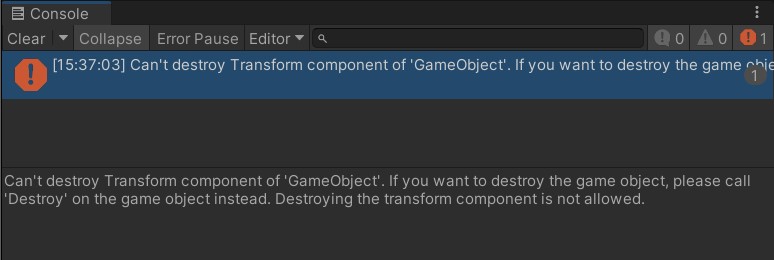 Console
Clear Collapse Error Pause Editor 0 0 1
[15:37:03] Can't destroy Transform component of 'GameObject'. If you want to destroy the game
1
Can't destroy Transform component of 'GameObject'. If you want to destroy the game object, please call
'Destroy' on the game object instead. Destroying the transform component is not allowed.